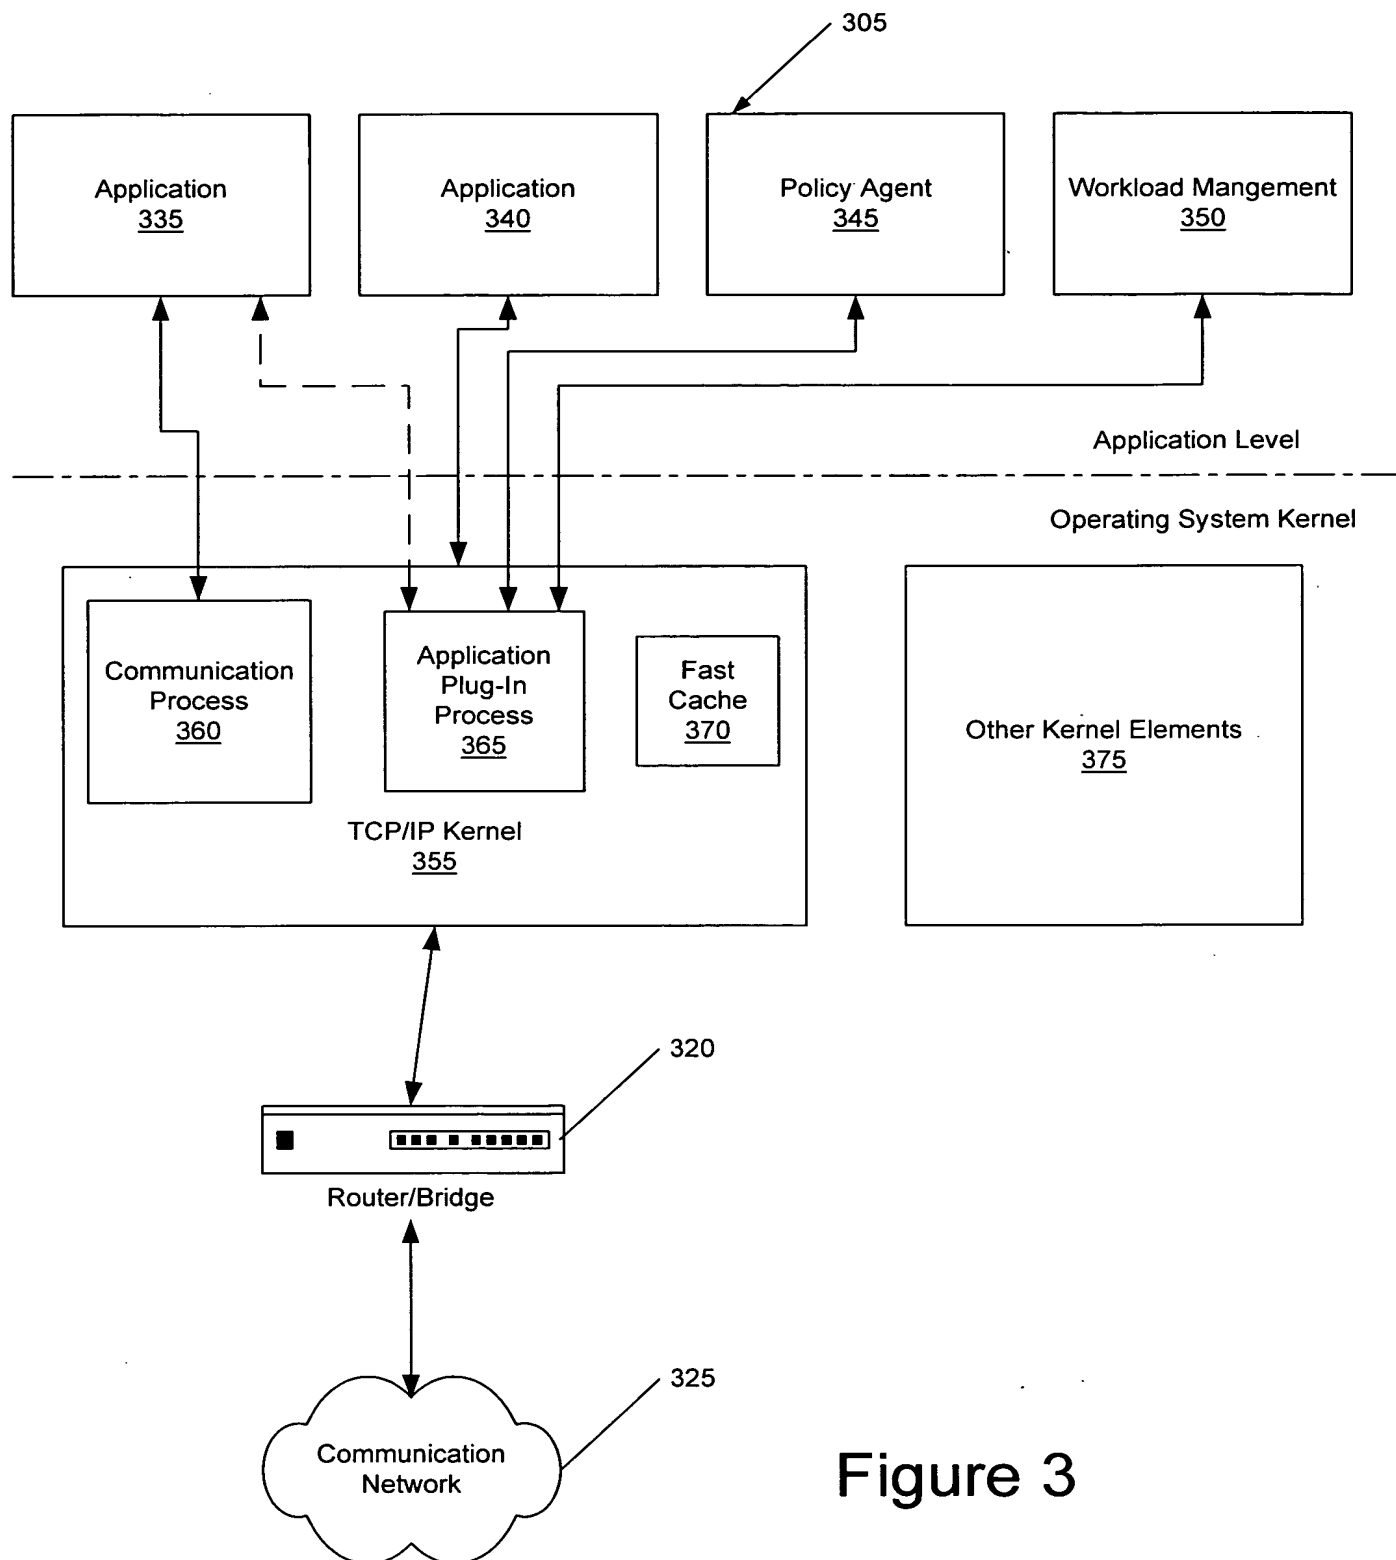 305
Application
335
Application
340
Policy Agent
345
Workload Mangement
350
Application Level
Operating System Kernel
Communication
Process
360
Application
Plug-In
Process
365
Fast
Cache
370
Other Kernel Elements
375
TCP/IP Kernel
355
320
Router/Bridge
325
Communication
Network
Figure 3